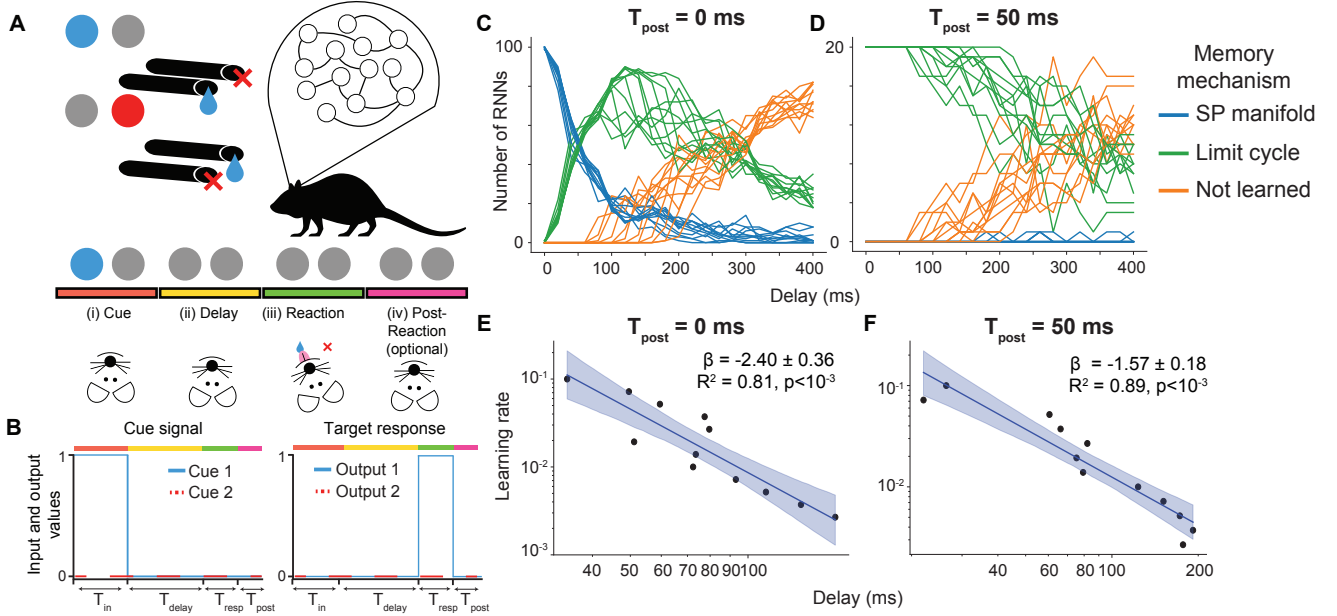 A
(i) Cue
(ii) Delay
(iii) Reaction
(iv) Post-
Reaction
(optional)
B
Cue signal
Target response
Input and output
values
1
0
Cue 1
Cue 2
T_in
T_delay
T_resp
T_post
1
0
Output 1
Output 2
T_in
T_delay
T_resp
T_post
C
T_post = 0 ms
Number of RNNs
100
0
0 100 200 300 400
D
T_post = 50 ms
20
0
0 50 100 150 200 250 300 350 400
Delay (ms)
Memory
mechanism
SP manifold
Limit cycle
Not learned
E
T_post = 0 ms
β = -2.40 ± 0.36
R² = 0.81, p<10⁻³
Learning rate
10⁻¹
10⁻²
10⁻³
40 50 60 70 80 90 100
F
T_post = 50 ms
β = -1.57 ± 0.18
R² = 0.89, p<10⁻³
10⁻¹
10⁻²
40 60 80 100 200
Delay (ms)